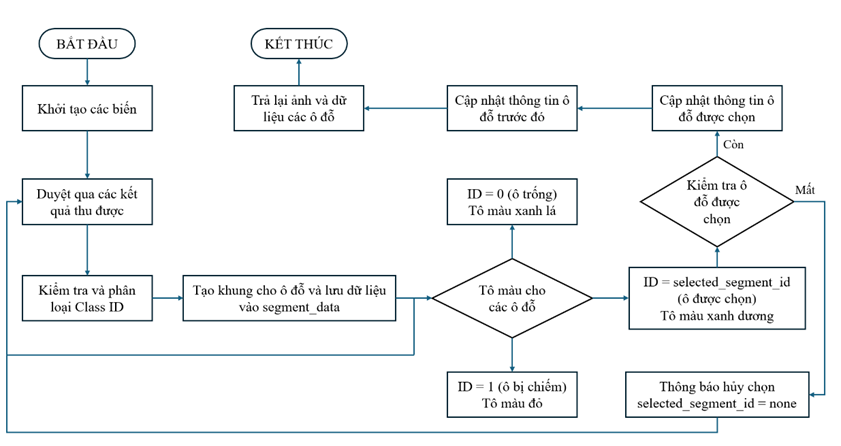 BẮT ĐẦU
KẾT THÚC
Khởi tạo các biến
Trả lại ảnh và dữ
liệu các ô đỗ
Cập nhật thông tin ô
đỗ trước đó
Cập nhật thông tin ô
đỗ được chọn
Còn
Duyệt qua các kết
quả thu được
ID = 0 (ô trống)
Tô màu xanh lá
Kiểm tra ô
đỗ được
chọn
Mất
Kiểm tra và phân
loại Class ID
Tạo khung cho ô đỗ và lưu dữ liệu
vào segment_data
Tô màu cho
các ô đỗ
ID = selected_segment_id
(ô được chọn)
Tô màu xanh dương
ID = 1 (ô bị chiếm)
Tô màu đỏ
Thông báo hủy chọn
selected_segment_id = none